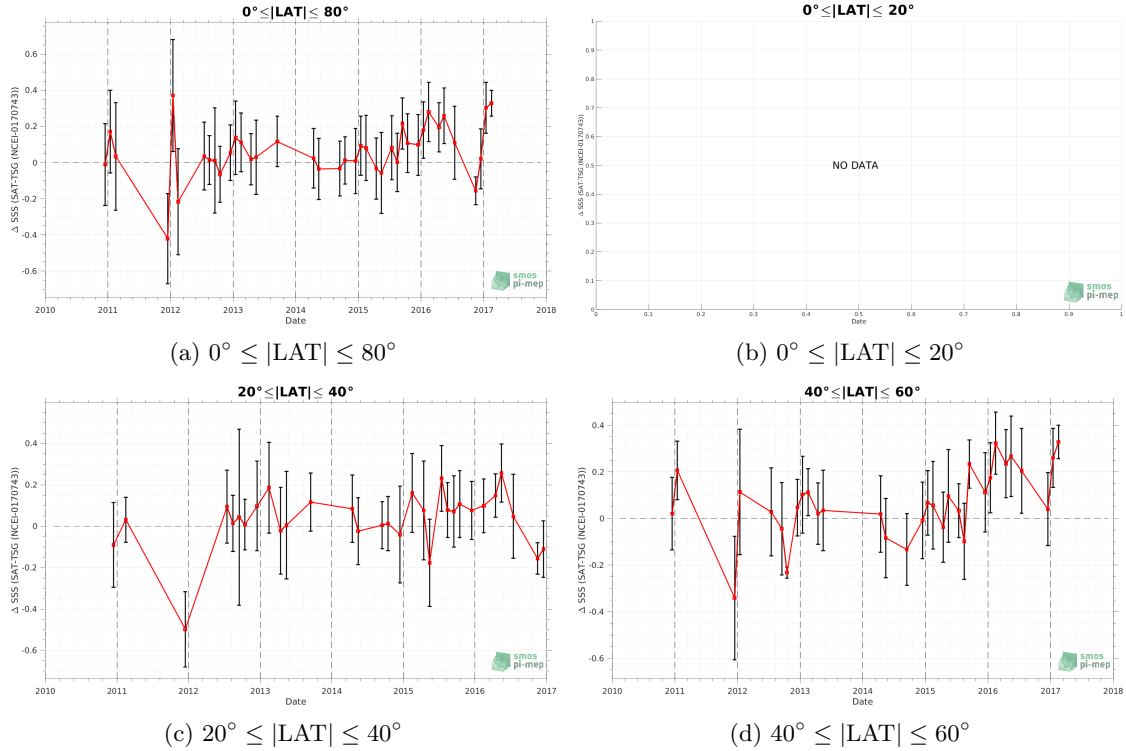 0°≤|LAT|≤ 80°
Δ SSS (SAT-TSG (NCEI-0170743))
0.6
0.4
0.2
0
-0.2
-0.4
-0.6
2010 2011 2012 2013 2014 2015 2016 2017 2018
Date
smos
pi-mep
(a) 0° ≤ |LAT| ≤ 80°
0°≤|LAT|≤ 20°
Δ SSS (SAT-TSG (NCEI-0170743))
1
0.9
0.8
0.7
0.6
0.5
0.4
0.3
0.2
0.1
0
NO DATA
0 0.1 0.2 0.3 0.4 0.5 0.6 0.7 0.8 0.9 1
Date
smos
pi-mep
(b) 0° ≤ |LAT| ≤ 20°
20°≤|LAT|≤ 40°
Δ SSS (SAT-TSG (NCEI-0170743))
0.4
0.2
0
-0.2
-0.4
-0.6
2010 2011 2012 2013 2014 2015 2016 2017
Date
smos
pi-mep
(c) 20° ≤ |LAT| ≤ 40°
40°≤|LAT|≤ 60°
Δ SSS (SAT-TSG (NCEI-0170743))
0.4
0.2
0
-0.2
-0.4
-0.6
2010 2011 2012 2013 2014 2015 2016 2017 2018
Date
smos
pi-mep
(d) 40° ≤ |LAT| ≤ 60°